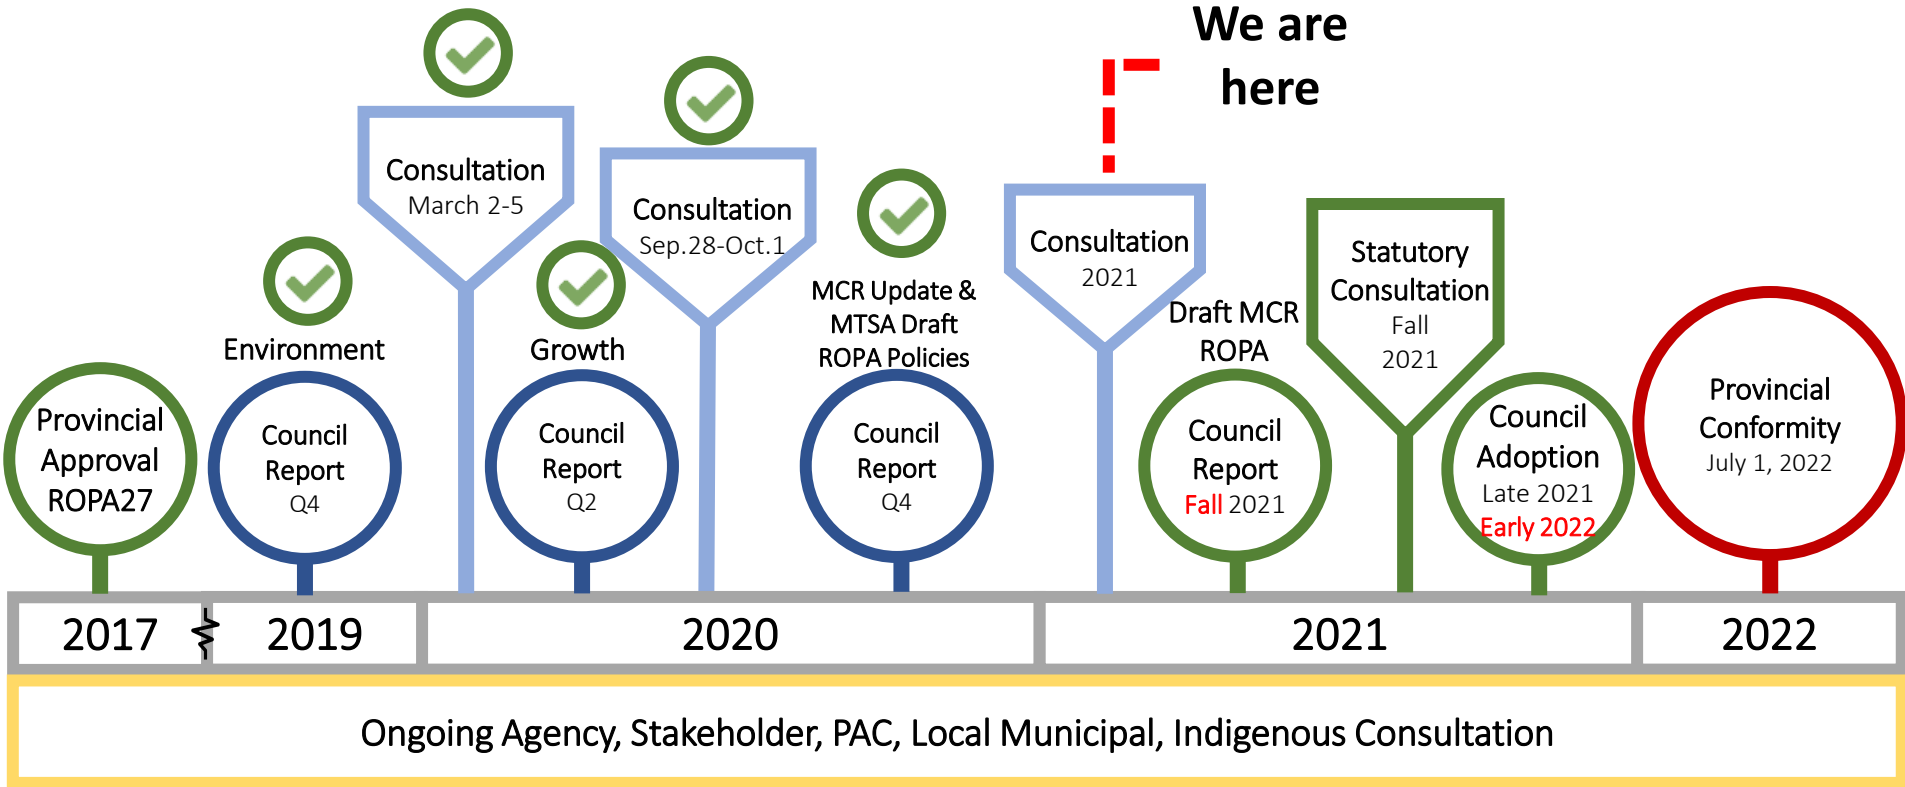 We are
here
Consultation
March 2-5
Consultation
Sep.28-Oct.1
Consultation
2021
Statutory
Consultation
Fall
2021
Environment
Growth
MCR Update &
MTSA Draft
ROPA Policies
Draft MCR
ROPA
Provincial
Approval
ROPA27
Council
Report
Q4
Council
Report
Q2
Council
Report
Q4
Council
Report
Fall 2021
Council
Adoption
Late 2021
Early 2022
Provincial
Conformity
July 1, 2022
2017
2019
2020
2021
2022
Ongoing Agency, Stakeholder, PAC, Local Municipal, Indigenous Consultation